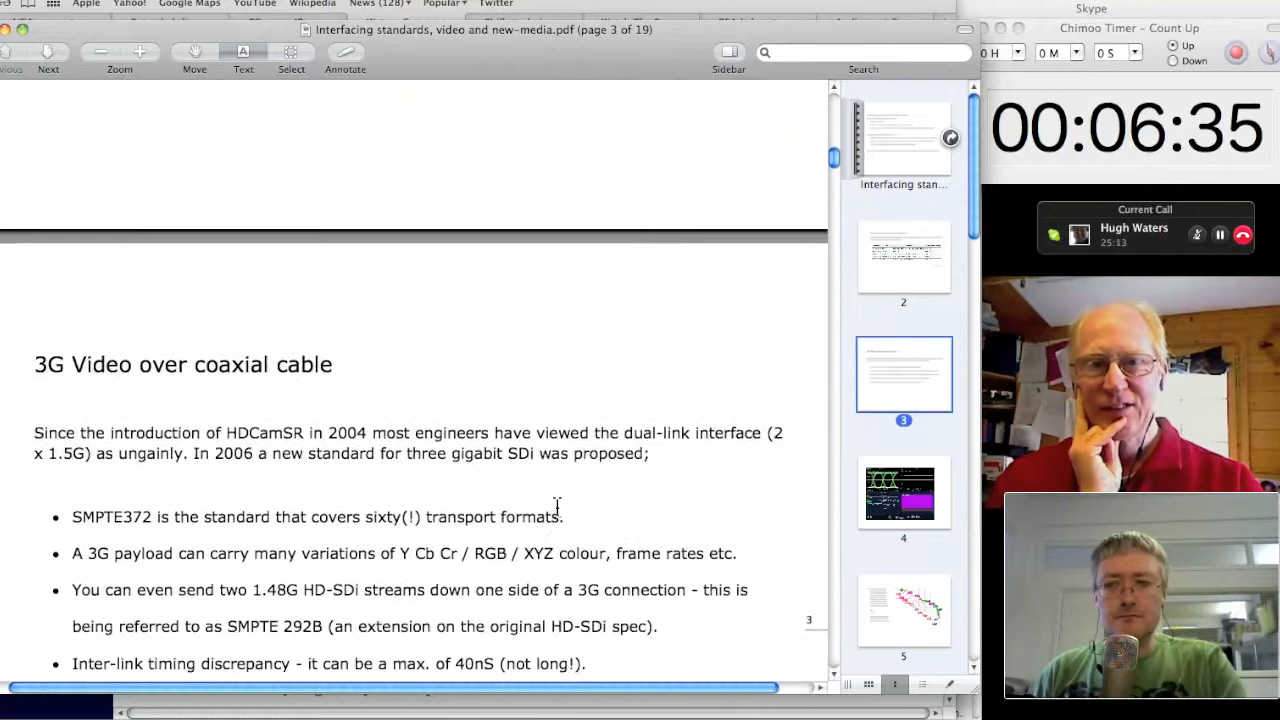 Apple Yahoo! Google Maps YouTube Wikipedia News (128) Popular
Skype
Interfacing standards, video and new-media.pdf (page 3 of 19)
Chimoo Timer – Count Up
0 H 0 M 0 S Up
Down
vious Next Zoom Move Text Select Annotate Sidebar Search
00:06:35
Interfacing stan...
Current Call
Hugh Waters
25:13
2
3G Video over coaxial cable
Since the introduction of HDCamSR in 2004 most engineers have viewed the dual-link interface (2
x 1.5G) as ungainly. In 2006 a new standard for three gigabit SDi was proposed;
3
• SMPTE372 is the standard that covers sixty(!) transport formats.
• A 3G payload can carry many variations of Y Cb Cr / RGB / XYZ colour, frame rates etc.
4
• You can even send two 1.48G HD-SDi streams down one side of a 3G connection - this is
being referred to as SMPTE 292B (an extension on the original HD-SDi spec).
3
• Inter-link timing discrepancy - it can be a max. of 40nS (not long!).
5